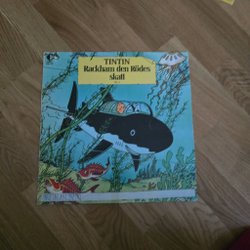 TINTIN
Rackham den Rödes
skatt